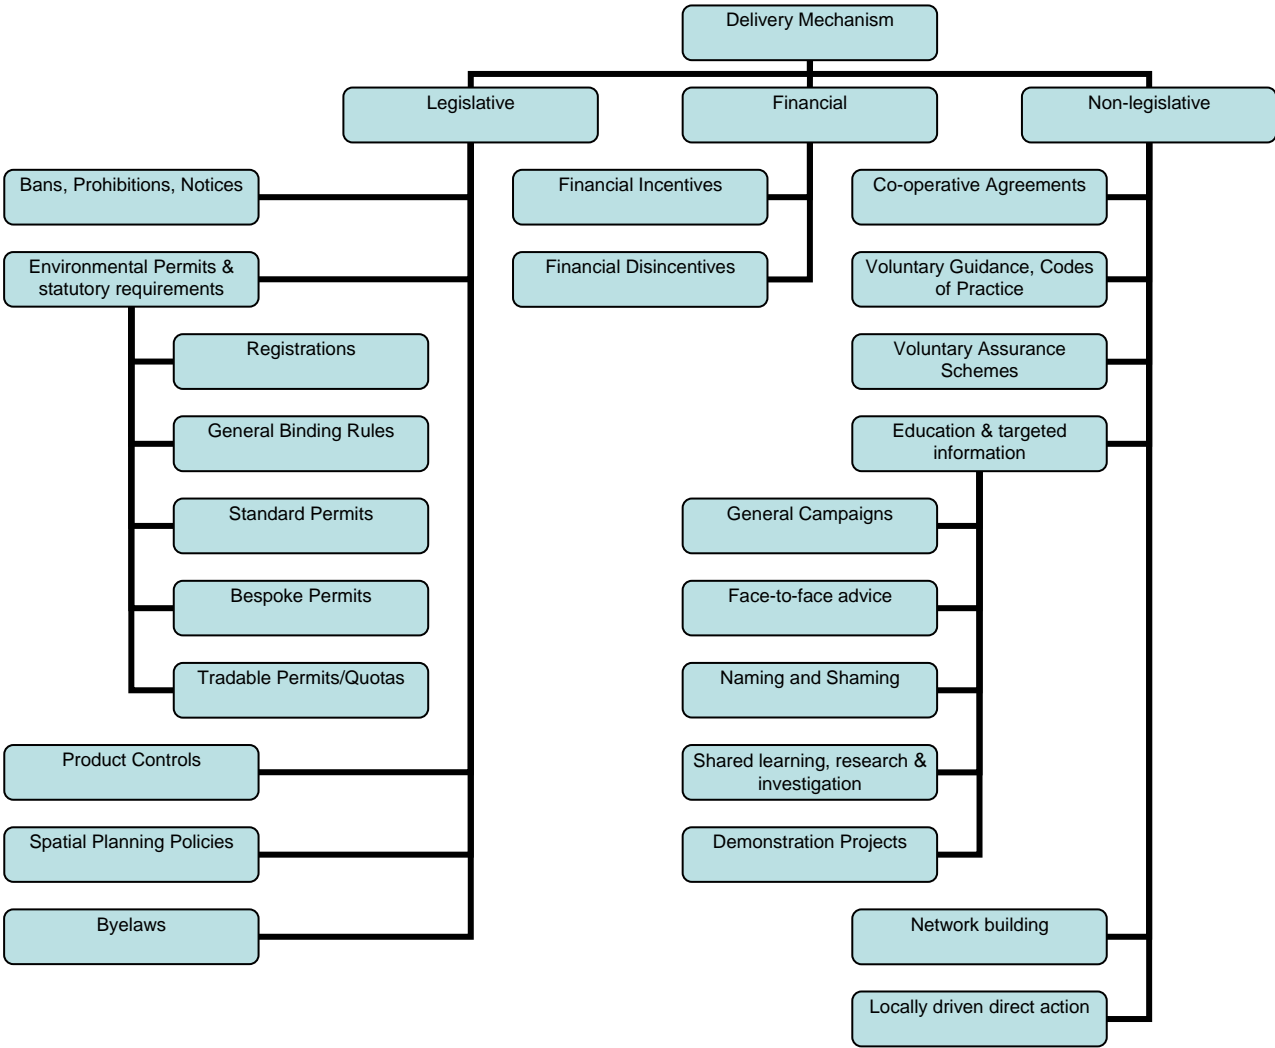 Delivery Mechanism
Legislative
Financial
Non-legislative
Bans, Prohibitions, Notices
Financial Incentives
Co-operative Agreements
Environmental Permits &
statutory requirements
Financial Disincentives
Voluntary Guidance, Codes
of Practice
Registrations
Voluntary Assurance
Schemes
General Binding Rules
Education & targeted
information
Standard Permits
General Campaigns
Bespoke Permits
Face-to-face advice
Tradable Permits/Quotas
Naming and Shaming
Product Controls
Shared learning, research &
investigation
Spatial Planning Policies
Demonstration Projects
Byelaws
Network building
Locally driven direct action